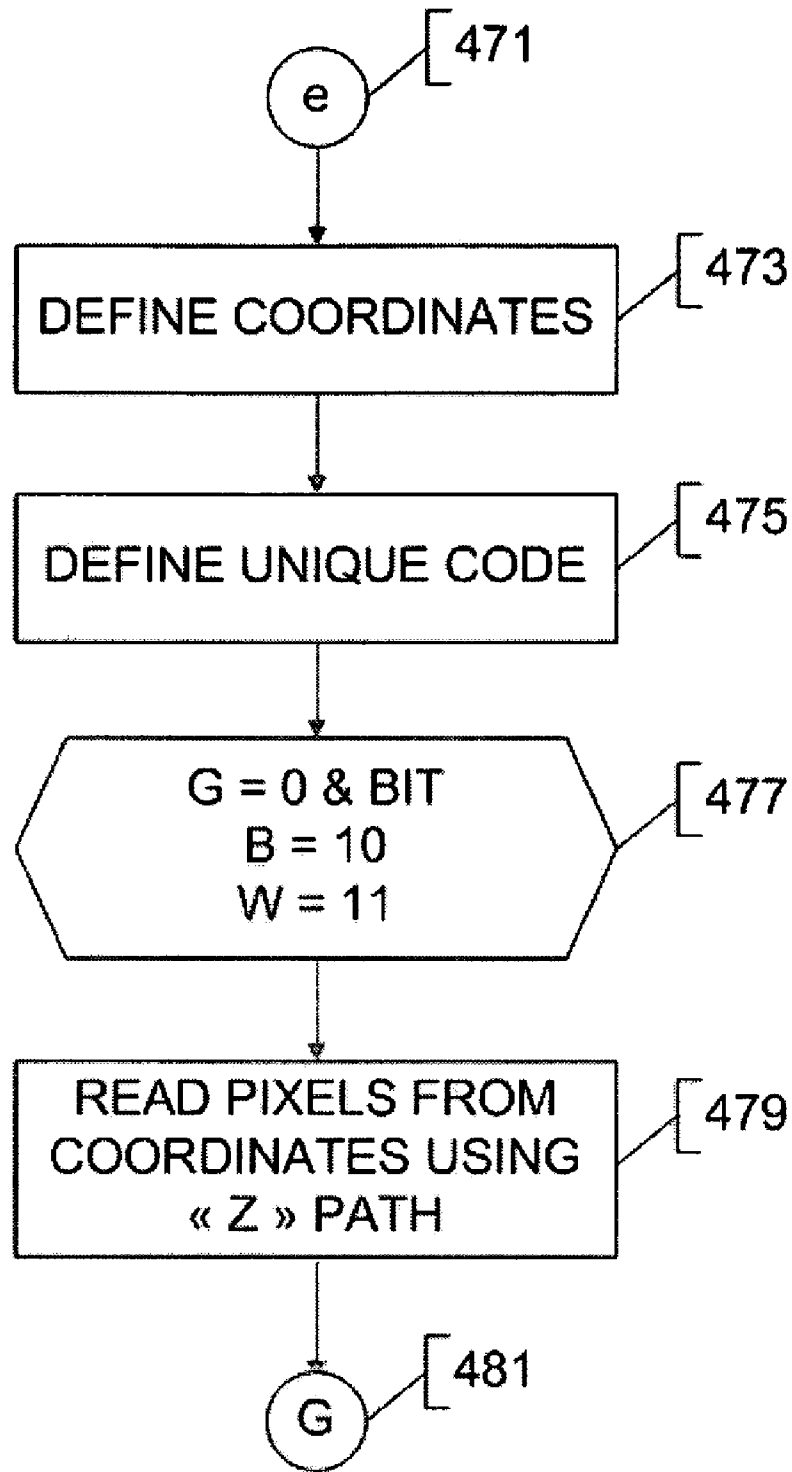 e
471
DEFINE COORDINATES
473
DEFINE UNIQUE CODE
475
G = 0 & BIT
B = 10
W = 11
477
READ PIXELS FROM
COORDINATES USING
« Z » PATH
479
G
481